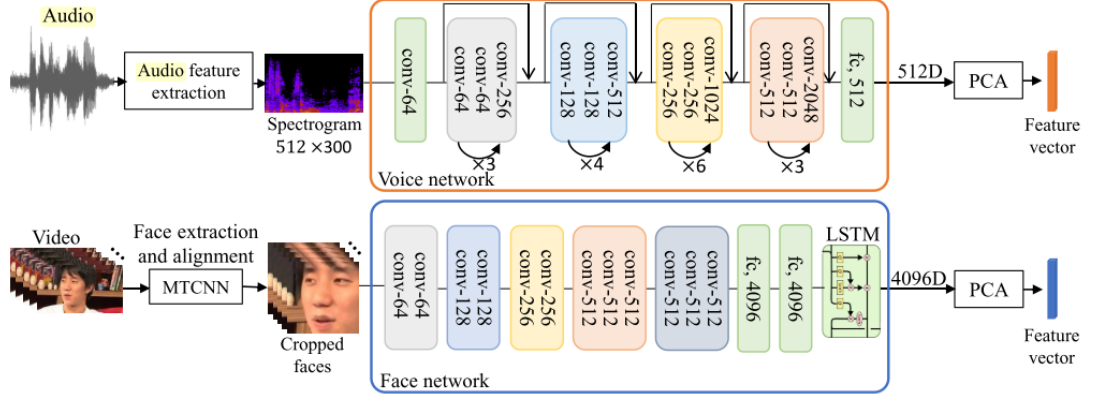 Audio
Audio feature
extraction
Spectrogram
512 ×300
conv-64
conv-64
conv-64
conv-256
×3
conv-128
conv-128
conv-512
×4
conv-256
conv-256
conv-1024
×6
conv-512
conv-512
conv-2048
×3
fc, 512
Voice network
512D
PCA
Feature
vector
Video
Face extraction
and alignment
MTCNN
Cropped
faces
conv-64
conv-64
conv-128
conv-128
conv-256
conv-256
conv-512
conv-512
conv-512
conv-512
conv-512
conv-512
fc, 4096
fc, 4096
LSTM
Face network
4096D
PCA
Feature
vector